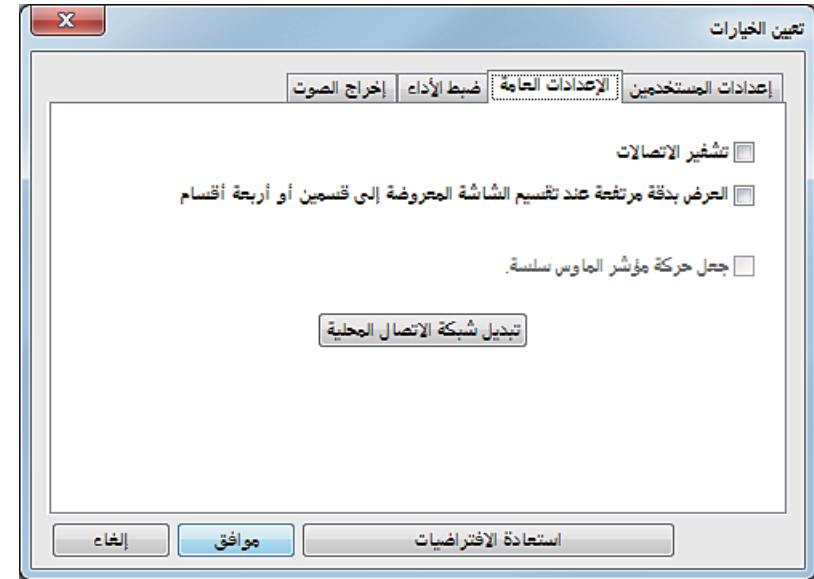 تعيين الخيارات
إعدادات المستخدمين الإعدادات العامة ضبط الأداء إخراج الصوت
تشفير الاتصالات
العرض بدقة مرتفعة عند تقسيم الشاشة المعروضة إلى قسمين أو أربعة أقسام
جعل حركة مؤشر الماوس سلسة.
تبديل شبكة الاتصال المحلية
استعادة الافتراضيات موافق إلغاء